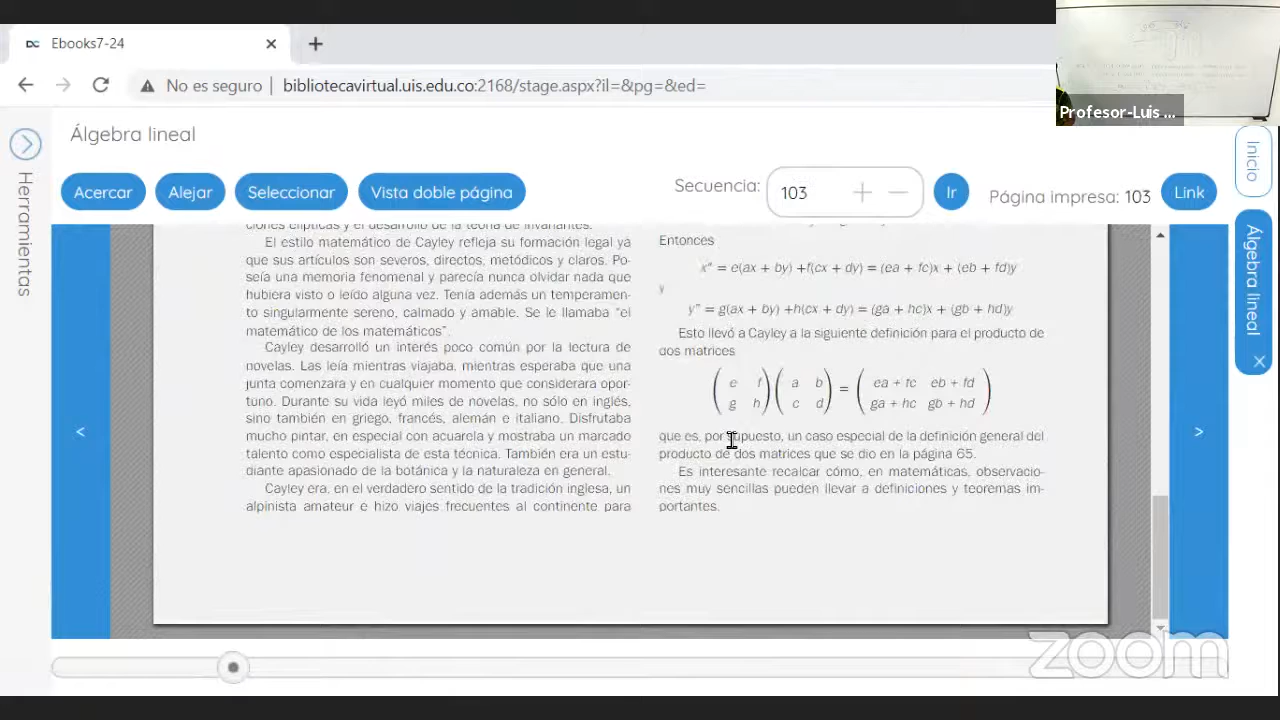 Ebooks7-24
No es seguro
bibliotecavirtual.uis.edu.co:2168/stage.aspx?il=&pg=&ed=
Profesor-Luis ...
Herramientas
Álgebra lineal
Acercar
Alejar
Seleccionar
Vista doble página
Secuencia:
103
Ir
Página impresa: 103
Link
Inicio
Álgebra lineal
ciones elípticas y el desarrollo de la teoría de invariantes.
El estilo matemático de Cayley refleja su formación legal ya
que sus artículos son severos, directos, metódicos y claros. Po-
seía una memoria fenomenal y parecía nunca olvidar nada que
hubiera visto o leído alguna vez. Tenía además un temperamen-
to singularmente sereno, calmado y amable. Se le llamaba “el
matemático de los matemáticos”.
Cayley desarrolló un interés poco común por la lectura de
novelas. Las leía mientras viajaba, mientras esperaba que una
junta comenzara y en cualquier momento que considerara opor-
tuno. Durante su vida leyó miles de novelas, no sólo en inglés,
sino también en griego, francés, alemán e italiano. Disfrutaba
mucho pintar, en especial con acuarela y mostraba un marcado
talento como especialista de esta técnica. También era un estu-
diante apasionado de la botánica y la naturaleza en general.
Cayley era, en el verdadero sentido de la tradición inglesa, un
alpinista amateur e hizo viajes frecuentes al continente para
Entonces
x" = e(ax + by) +f(cx + dy) = (ea + fc)x + (eb + fd)y
y
y" = g(ax + by) +h(cx + dy) = (ga + hc)x + (gb + hd)y
Esto llevó a Cayley a la siguiente definición para el producto de
dos matrices
( e f ) ( a b ) = ( ea + fc eb + fd )
( g h ) ( c d ) ( ga + hc gb + hd )
que es, por supuesto, un caso especial de la definición general del
producto de dos matrices que se dio en la página 65.
Es interesante recalcar cómo, en matemáticas, observacio-
nes muy sencillas pueden llevar a definiciones y teoremas im-
portantes.
zoom